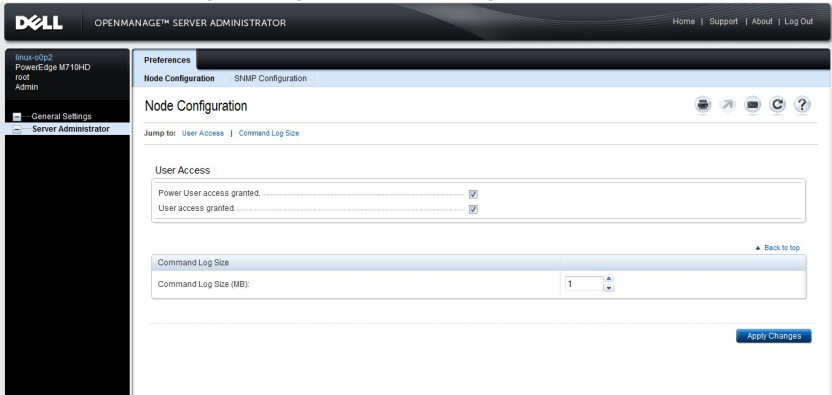 DELL OPENMANAGE™ SERVER ADMINISTRATOR
Home | Support | About | Log Out
linux-o0p2
PowerEdge M710HD
root
Admin
General Settings
Server Administrator
Preferences
Node Configuration SNMP Configuration
Node Configuration
Jump to: User Access | Command Log Size
User Access
Power User access granted.
User access granted.
Back to top
Command Log Size
Command Log Size (MB): 1
Apply Changes